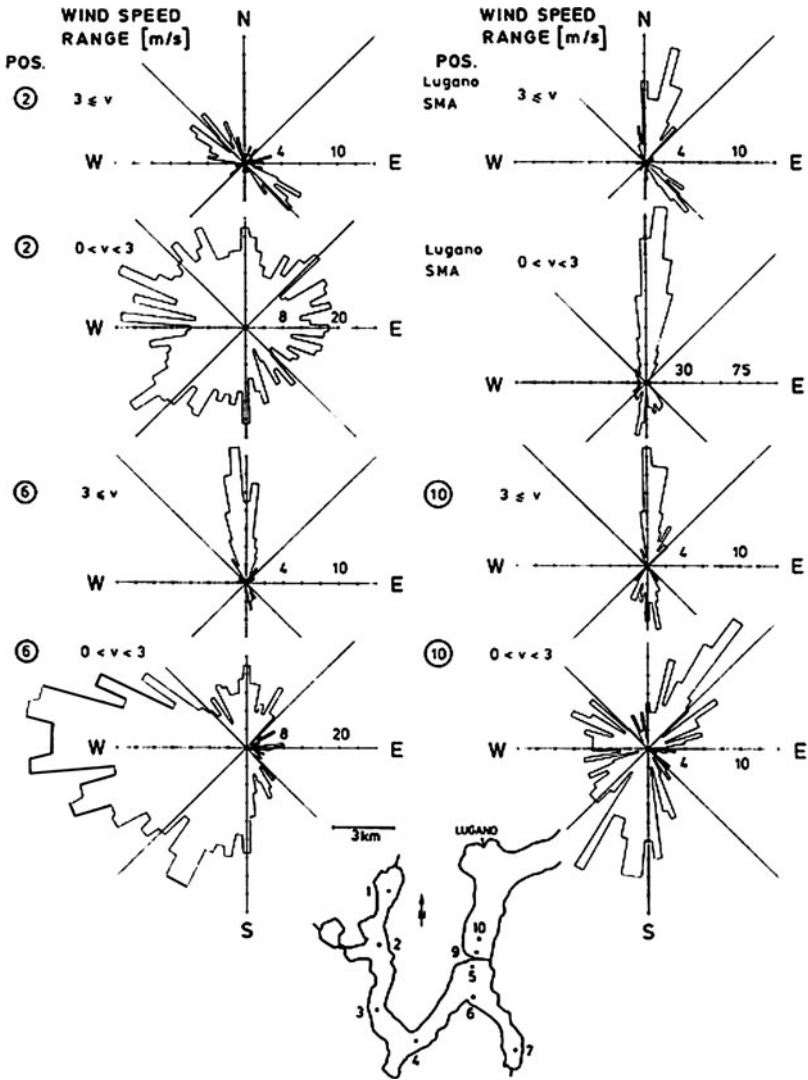 WIND SPEED
RANGE [m/s]
POS.
N
② 3 ≤ v
W 4 10 E
② 0 < v < 3
W 8 20 E
⑥ 3 ≤ v
W 4 10 E
⑥ 0 < v < 3
W 8 20 E
S
WIND SPEED
RANGE [m/s]
POS.
N
Lugano
SMA 3 ≤ v
W 4 10 E
Lugano
SMA 0 < v < 3
W 30 75 E
⑩ 3 ≤ v
W 4 10 E
⑩ 0 < v < 3
W 4 10 E
S
3km
LUGANO
1
N
2
10
9
5
3
6
4
7